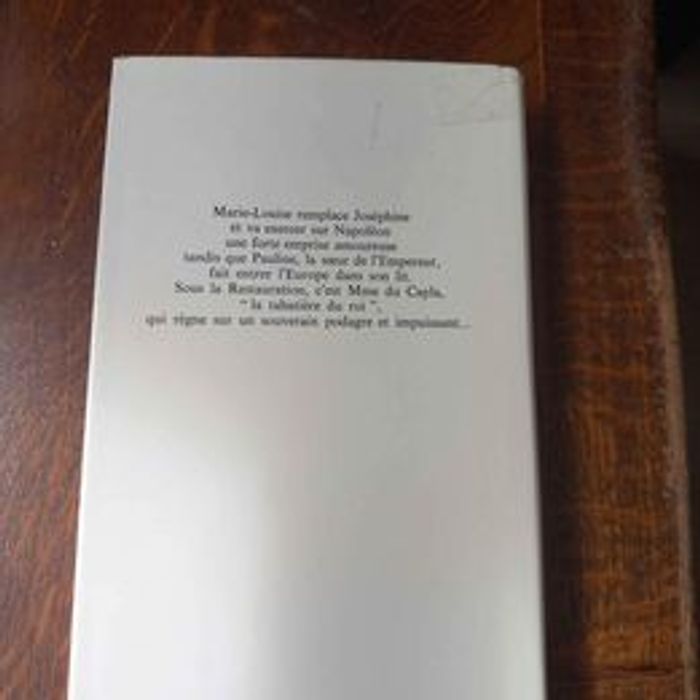 Marie-Louise remplace Joséphine
et va exercer sur Napoléon
une forte emprise amoureuse
tandis que Pauline, la sœur de l'Empereur,
fait entrer l'Europe dans son lit.
Sous la Restauration, c'est Mme du Cayla,
" la tabatière du roi ",
qui règne sur un souverain podagre et impuissant...